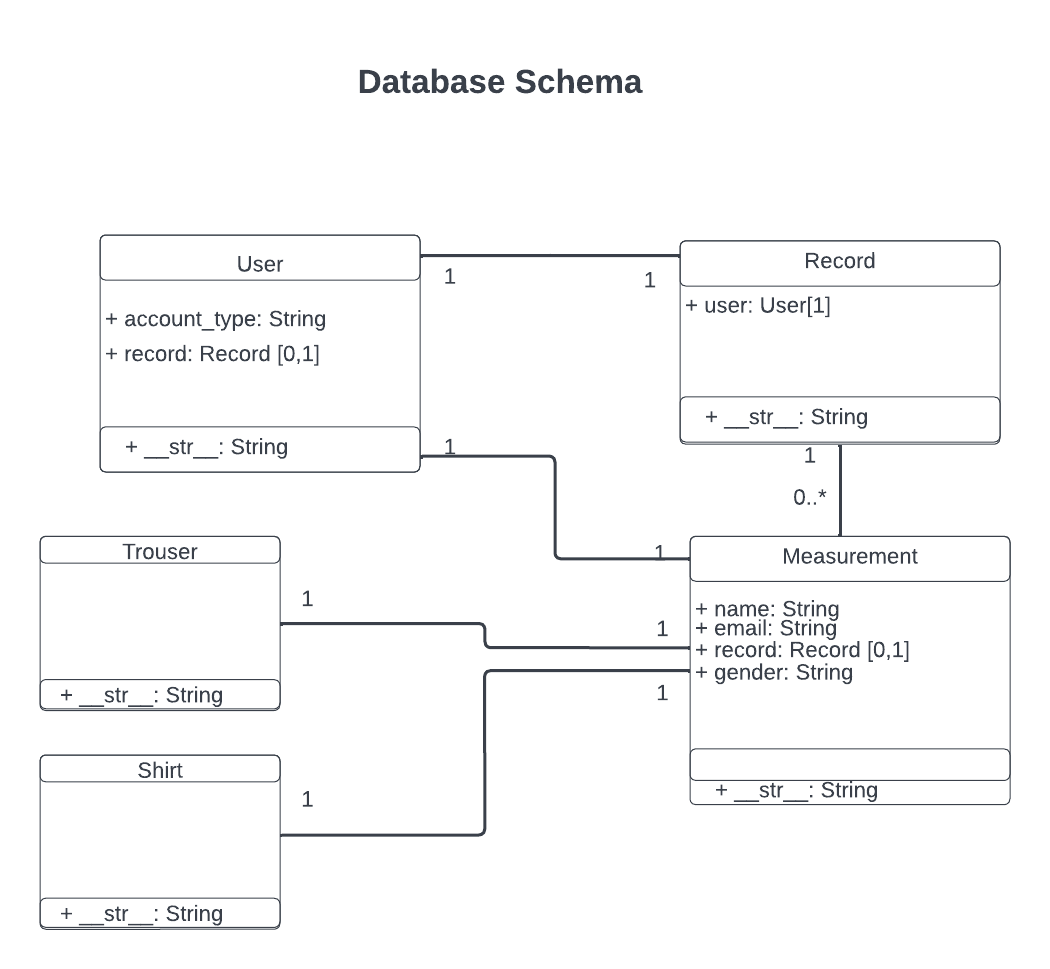 Database Schema
User
+ account_type: String
+ record: Record [0,1]
+ __str__: String
1
1
Record
+ user: User[1]
+ __str__: String
1
0..*
1
1
Measurement
+ name: String
+ email: String
+ record: Record [0,1]
+ gender: String
+ __str__: String
Trouser
+ __str__: String
1
1
Shirt
+ __str__: String
1
1